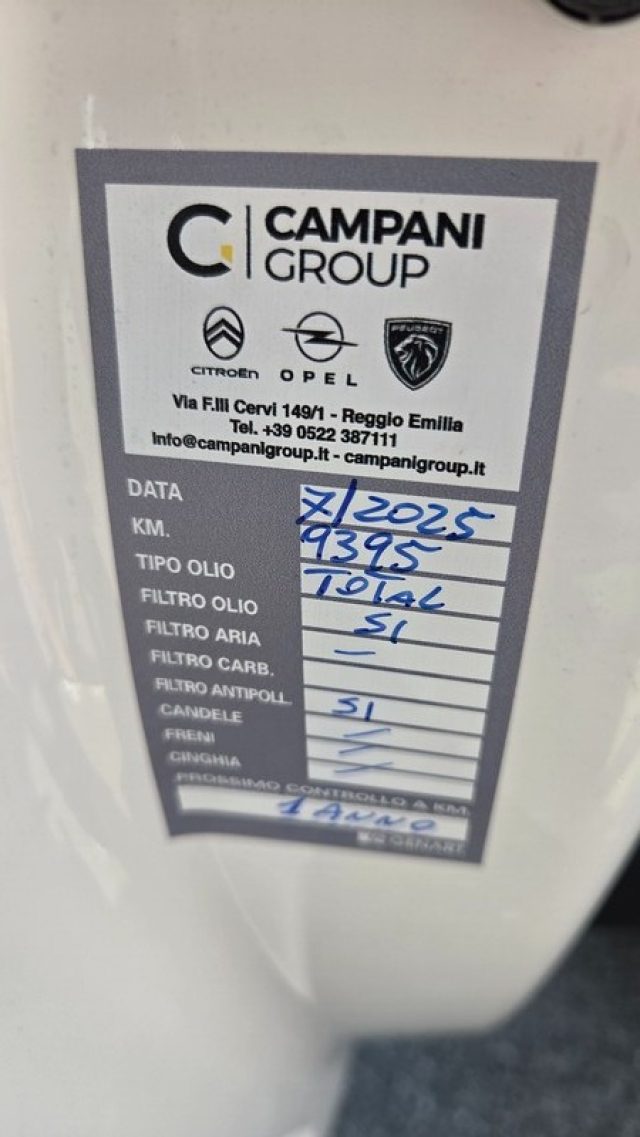 CAMPANI
GROUP
CITROËN OPEL PEUGEOT
Via F.lli Cervi 149/1 - Reggio Emilia
Tel. +39 0522 387111
info@campanigroup.it - campanigroup.it
DATA 7/2025
KM. 9395
TIPO OLIO TOTAL
FILTRO OLIO SI
FILTRO ARIA —
FILTRO CARB.
FILTRO ANTIPOLL. SI
CANDELE /
FRENI /
CINGHIA /
PROSSIMO CONTROLLO A KM.
1 ANNO